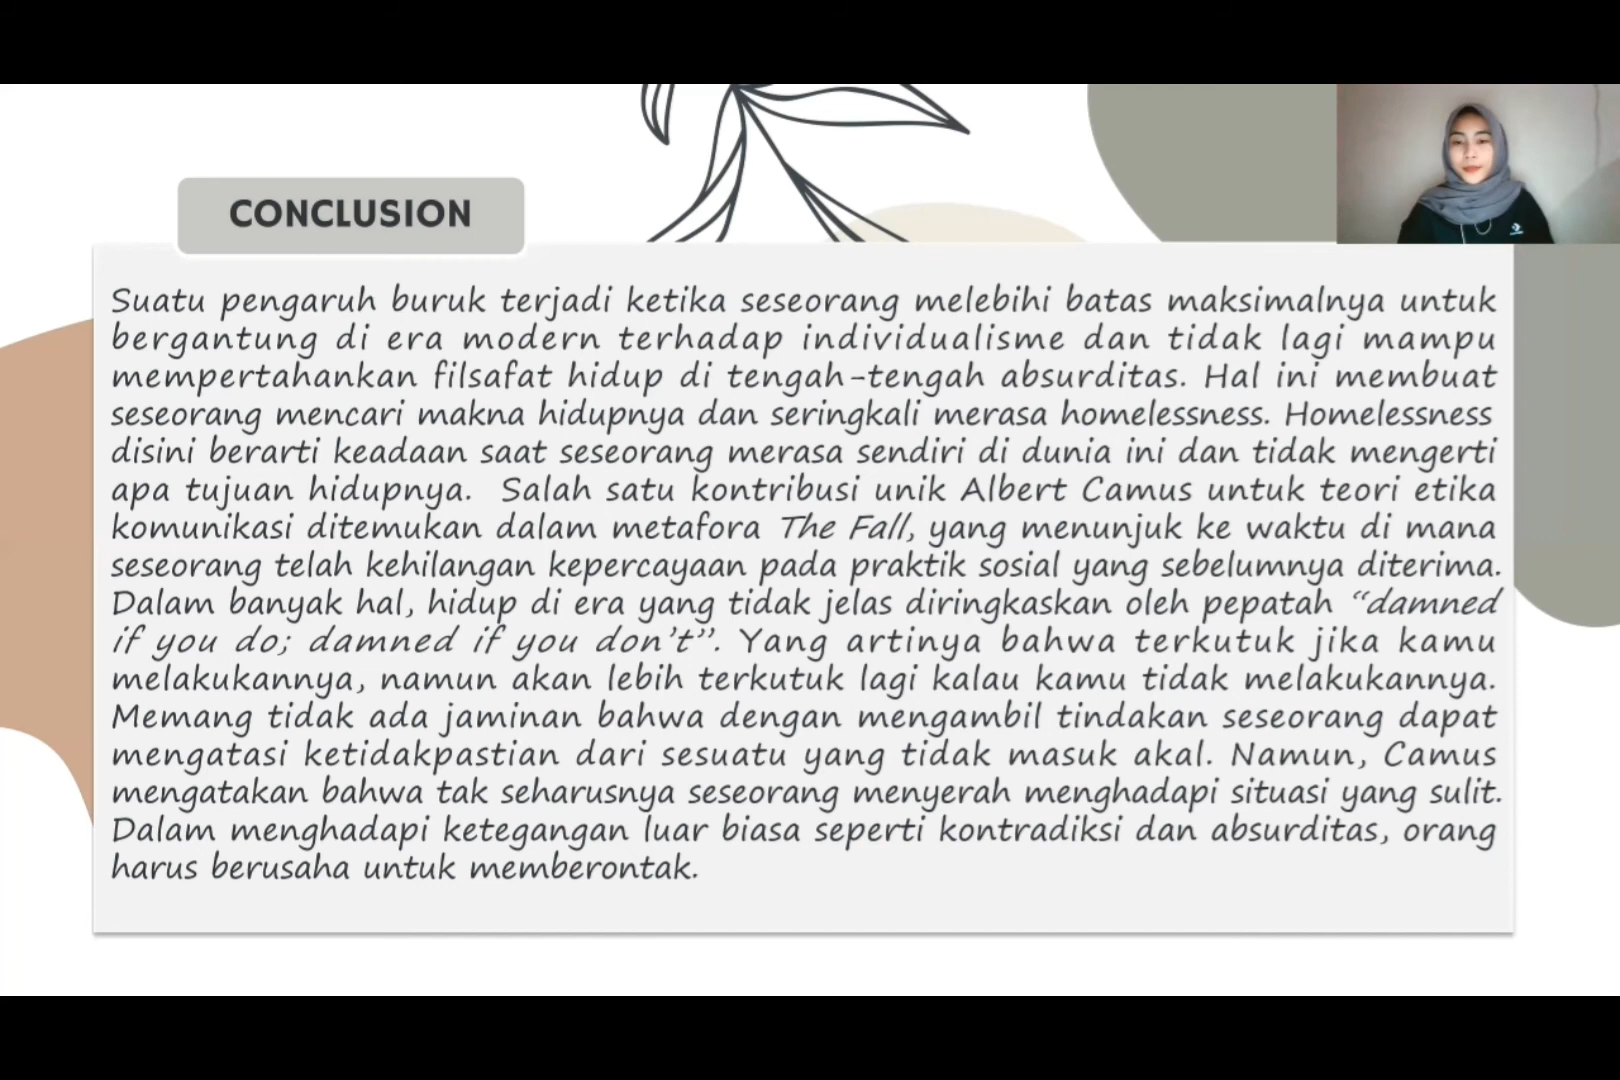 CONCLUSION
Suatu pengaruh buruk terjadi ketika seseorang melebihi batas maksimalnya untuk
bergantung di era modern terhadap individualisme dan tidak lagi mampu
mempertahankan filsafat hidup di tengah-tengah absurditas. Hal ini membuat
seseorang mencari makna hidupnya dan seringkali merasa homelessness. Homelessness
disini berarti keadaan saat seseorang merasa sendiri di dunia ini dan tidak mengerti
apa tujuan hidupnya. Salah satu kontribusi unik Albert Camus untuk teori etika
komunikasi ditemukan dalam metafora The Fall, yang menunjuk ke waktu di mana
seseorang telah kehilangan kepercayaan pada praktik sosial yang sebelumnya diterima.
Dalam banyak hal, hidup di era yang tidak jelas diringkaskan oleh pepatah “damned
if you do; damned if you don’t”. Yang artinya bahwa terkutuk jika kamu
melakukannya, namun akan lebih terkutuk lagi kalau kamu tidak melakukannya.
Memang tidak ada jaminan bahwa dengan mengambil tindakan seseorang dapat
mengatasi ketidakpastian dari sesuatu yang tidak masuk akal. Namun, Camus
mengatakan bahwa tak seharusnya seseorang menyerah menghadapi situasi yang sulit.
Dalam menghadapi ketegangan luar biasa seperti kontradiksi dan absurditas, orang
harus berusaha untuk memberontak.